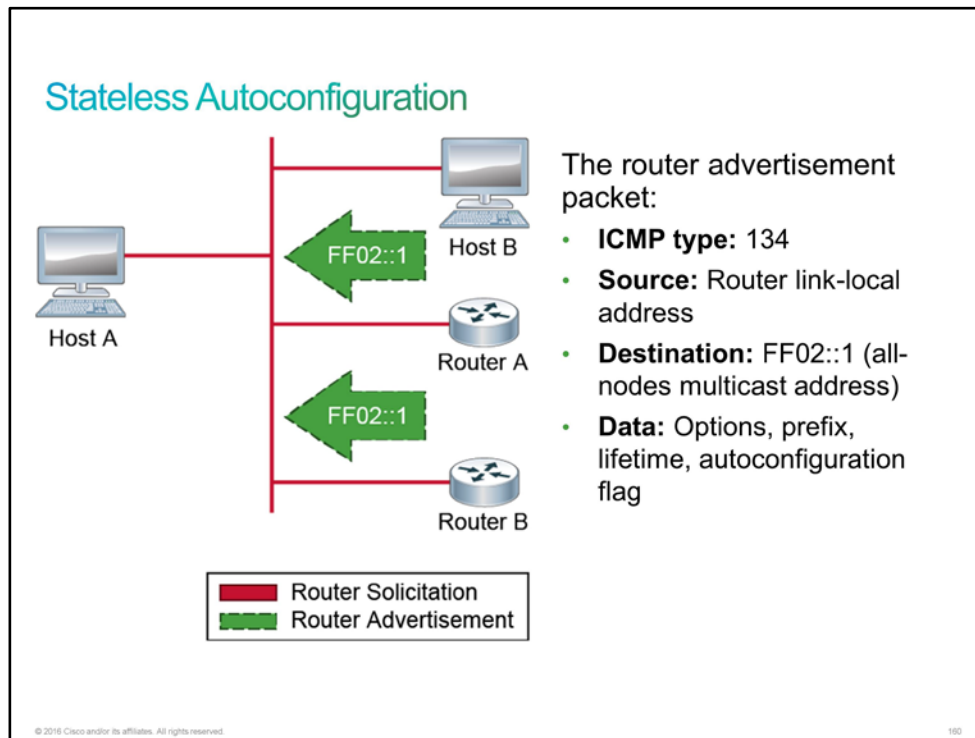 Stateless Autoconfiguration
FF02::1
Host B
Host A
Router A
FF02::1
Router B
Router Solicitation
Router Advertisement
The router advertisement
packet:
• ICMP type: 134
• Source: Router link-local
address
• Destination: FF02::1 (all-
nodes multicast address)
• Data: Options, prefix,
lifetime, autoconfiguration
flag
© 2016 Cisco and/or its affiliates. All rights reserved.
160